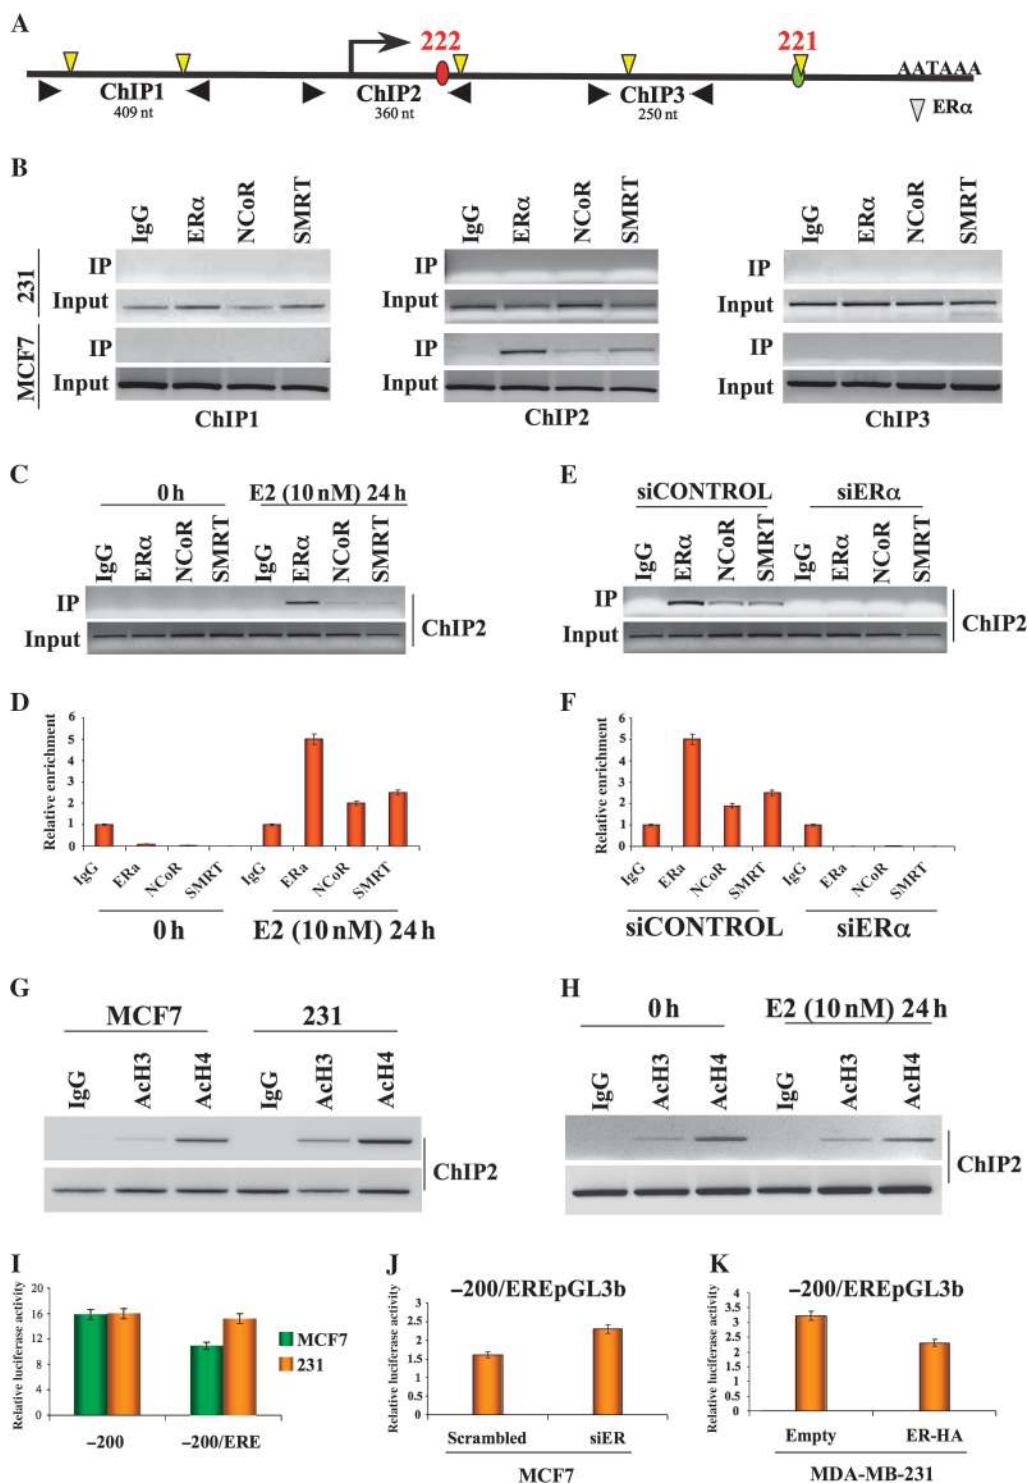 A
222
221
AATAAA
ChIP1
ChIP2
ChIP3
409 nt
360 nt
250 nt
ERα
B
IgG
ERα
NCoR
SMRT
IgG
ERα
NCoR
SMRT
IgG
ERα
NCoR
SMRT
231
IP
Input
MCF7
IP
Input
ChIP1
IP
Input
IP
Input
ChIP2
IP
Input
IP
Input
ChIP3
C
0 h
E2 (10 nM) 24 h
IgG
ERα
NCoR
SMRT
IgG
ERα
NCoR
SMRT
IP
Input
ChIP2
E
siCONTROL
siERα
IgG
ERα
NCoR
SMRT
IgG
ERα
NCoR
SMRT
IP
Input
ChIP2
D
Relative enrichment
6
5
4
3
2
1
0
IgG
ERa
NCoR
SMRT
IgG
ERa
NCoR
SMRT
0 h
E2 (10 nM) 24 h
F
Relative enrichment
6
5
4
3
2
1
0
IgG
ERa
NCoR
SMRT
IgG
ERa
NCoR
SMRT
siCONTROL
siERα
G
MCF7
231
IgG
AcH3
AcH4
IgG
AcH3
AcH4
ChIP2
H
0 h
E2 (10 nM) 24 h
IgG
AcH3
AcH4
IgG
AcH3
AcH4
ChIP2
I
Relative luciferase activity
20
16
12
8
4
0
–200
–200/ERE
MCF7
231
J
–200/EREpGL3b
Relative luciferase activity
3
2.5
2
1.5
1
0.5
0
Scrambled
siER
MCF7
K
–200/EREpGL3b
Relative luciferase activity
4
3.5
3
2.5
2
1.5
1
0.5
0
Empty
ER-HA
MDA-MB-231